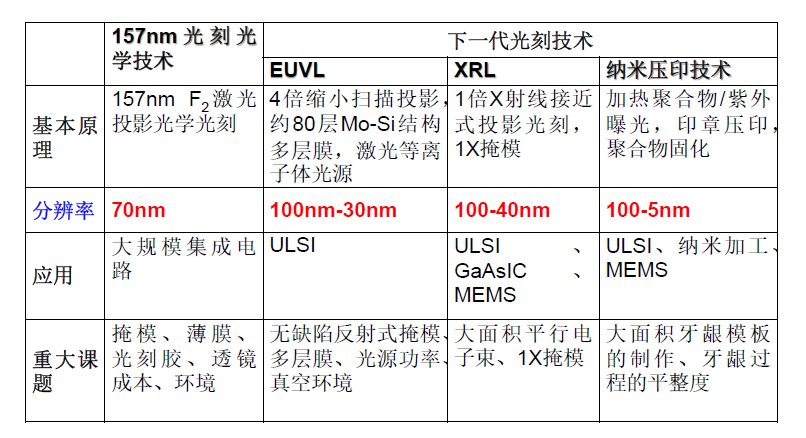 157nm 光刻光
学技术
下一代光刻技术
EUVL
XRL
纳米压印技术
基本原
理
157nm F2激光
投影光学光刻
4倍缩小扫描投影,
约80层Mo-Si结构
多层膜，激光等离
子体光源
1倍X射线接近
式投影光刻，
1X掩模
加热聚合物/紫外
曝光，印章压印,
聚合物固化
分辨率
70nm
100nm-30nm
100-40nm
100-5nm
应用
大规模集成电
路
ULSI
ULSI 、
GaAsIC 、
MEMS
ULSI、纳米加工、
MEMS
重大课
题
掩模、薄膜、
光刻胶、透镜
成本、环境
无缺陷反射式掩模、
多层膜、光源功率、
真空环境
大面积平行电
子束、1X掩模
大面积牙龈模板
的制作、牙龈过
程的平整度